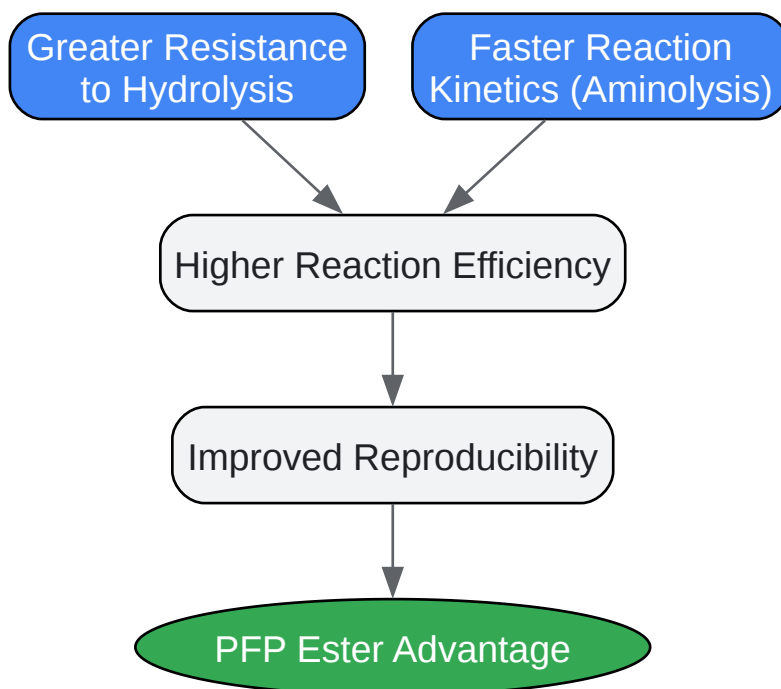 Greater Resistance
to Hydrolysis
Faster Reaction
Kinetics (Aminolysis)
Higher Reaction Efficiency
Improved Reproducibility
PFP Ester Advantage